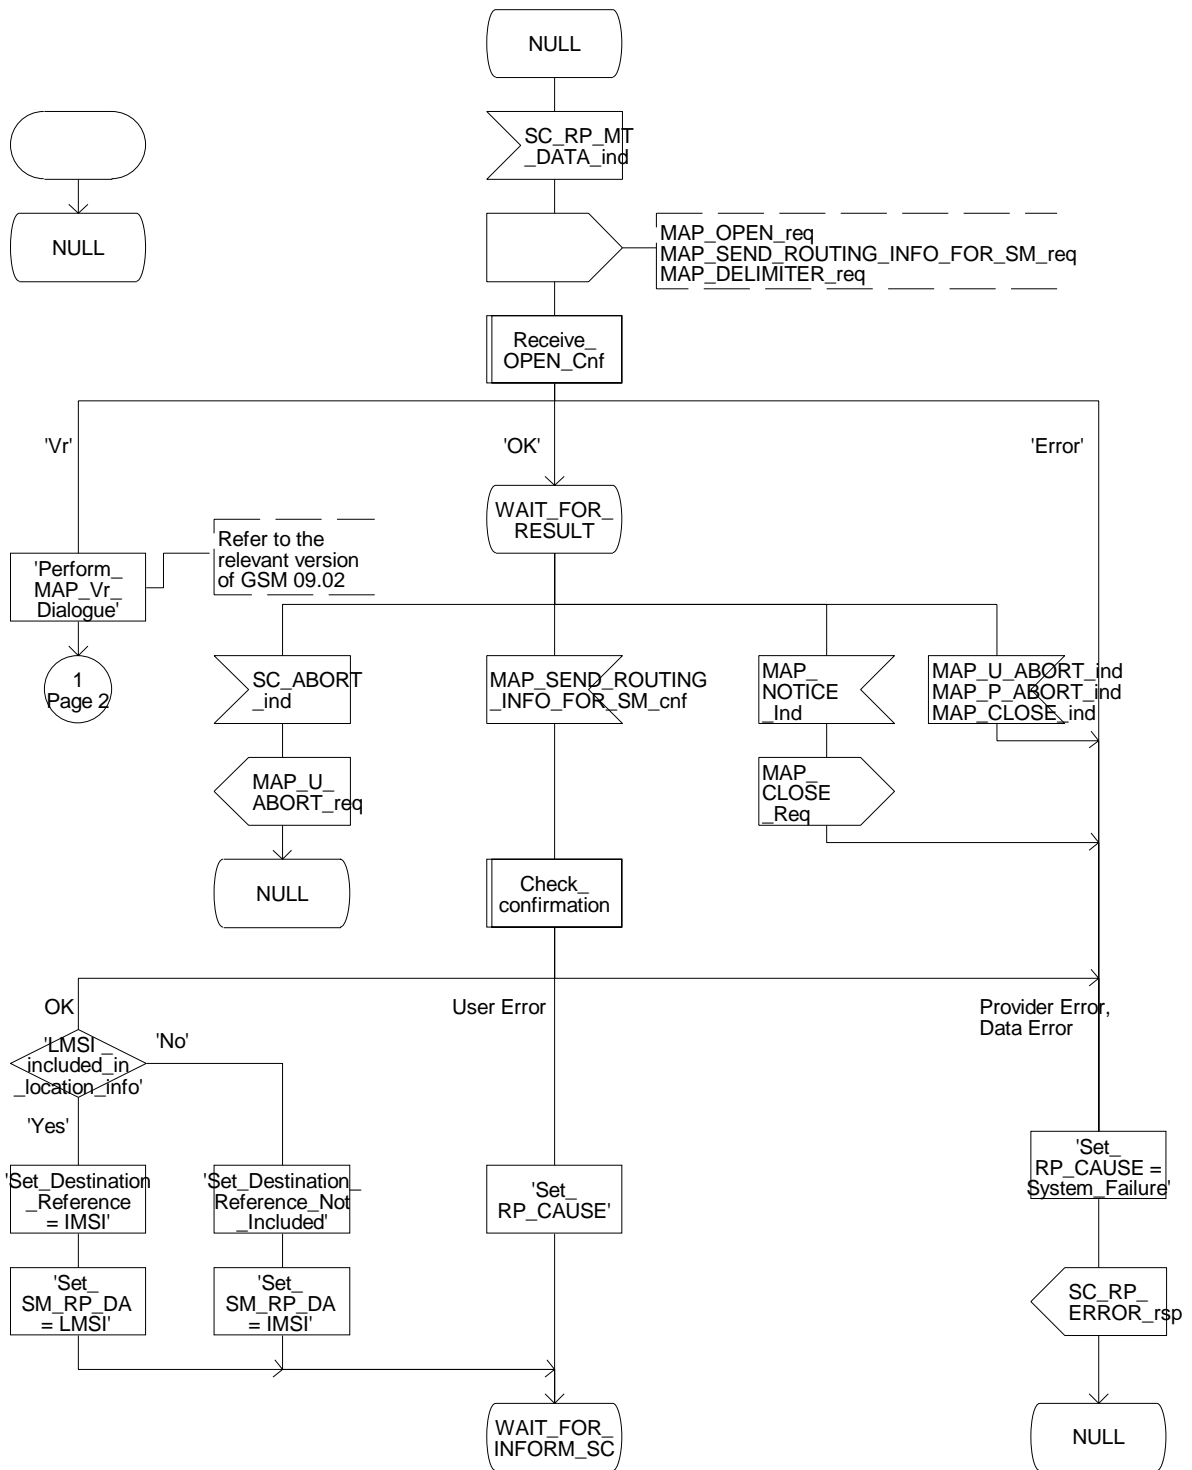 NULL
SC_RP_MT
_DATA_ind
NULL
MAP_OPEN_req
MAP_SEND_ROUTING_INFO_FOR_SM_req
MAP_DELIMITER_req
Receive_
OPEN_Cnf
'Vr'
'OK'
'Error'
WAIT_FOR_
RESULT
Refer to the
relevant version
of GSM 09.02
'Perform_
MAP_Vr_
Dialogue'
1
Page 2
SC_ABORT
_ind
MAP_SEND_ROUTING
_INFO_FOR_SM_cnf
MAP_
NOTICE
_Ind
MAP_U_ABORT_ind
MAP_P_ABORT_ind
MAP_CLOSE_ind
MAP_U_
ABORT_req
MAP_
CLOSE
_Req
NULL
Check_
confirmation
OK
User Error
Provider Error,
Data Error
'LMSI_
included_in
_location_info'
'No'
'Yes'
'Set_Destination
_Reference
= IMSI'
'Set_Destination_
Reference_Not
_Included'
'Set_
RP_CAUSE'
'Set_
RP_CAUSE =
System_Failure'
'Set_
SM_RP_DA
= LMSI'
'Set_
SM_RP_DA
= IMSI'
SC_RP_
ERROR_rsp
WAIT_FOR_
INFORM_SC
NULL